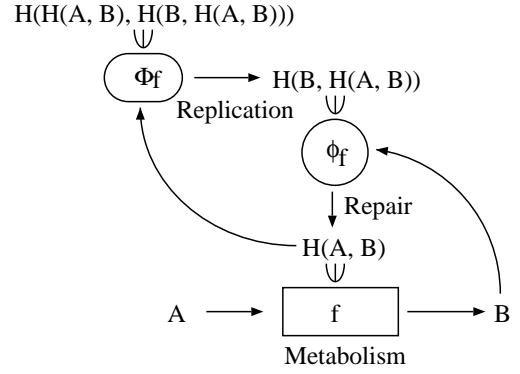 H(H(A, B), H(B, H(A, B)))
Φf
H(B, H(A, B))
Replication
ϕf
Repair
H(A, B)
A
f
B
Metabolism